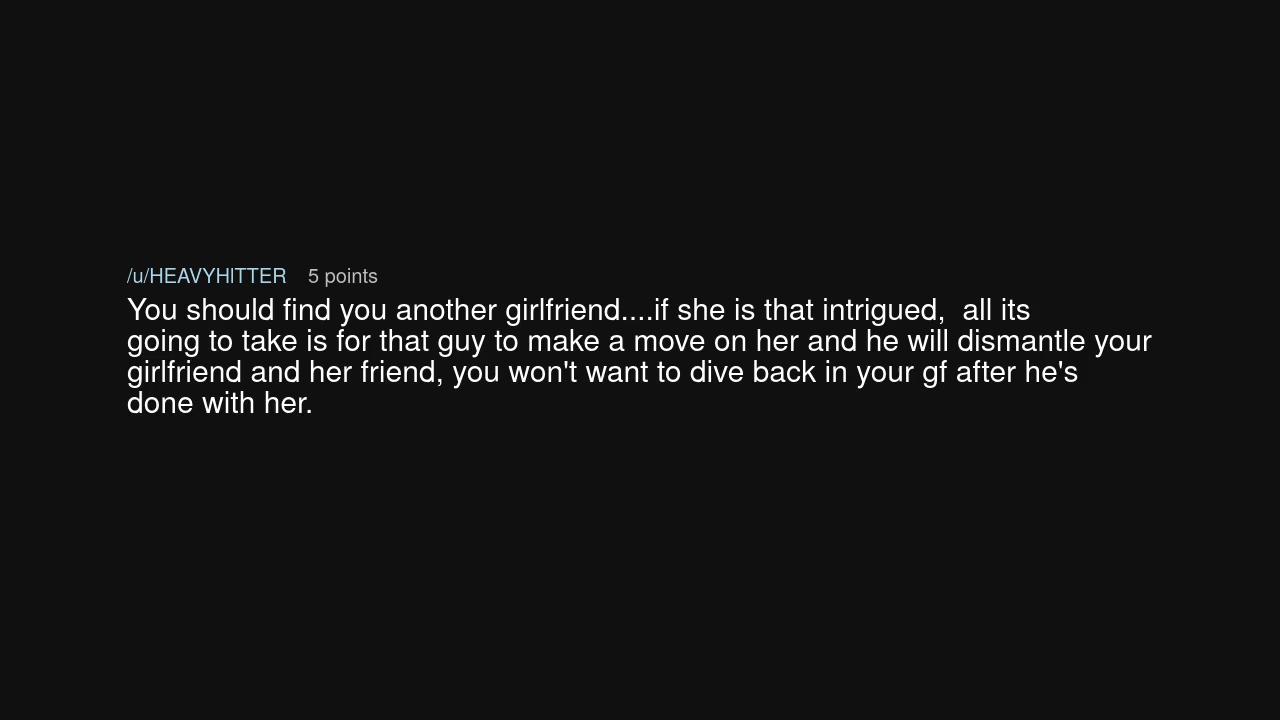 /u/HEAVYHITTER 5 points
You should find you another girlfriend....if she is that intrigued,  all its
going to take is for that guy to make a move on her and he will dismantle your
girlfriend and her friend, you won't want to dive back in your gf after he's
done with her.